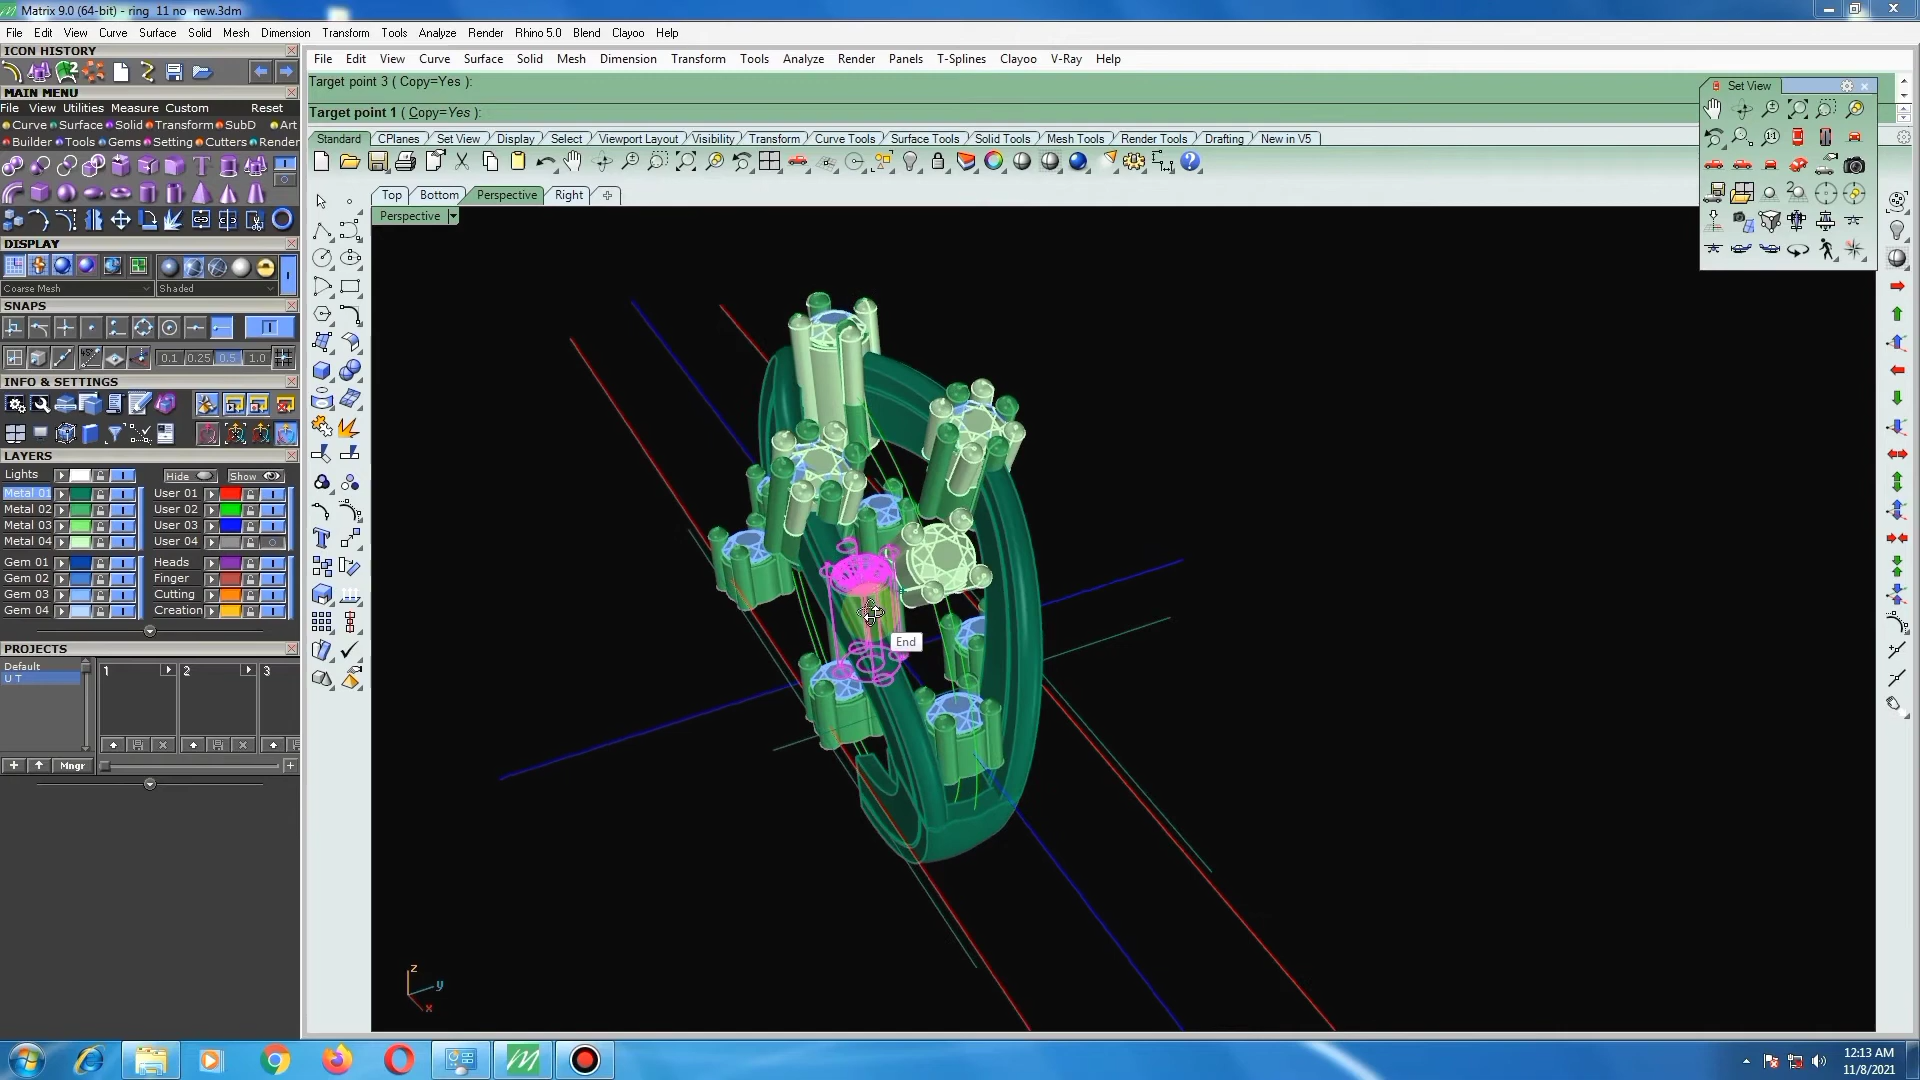 Matrix 9.0 (64-bit) - ring  11 no  new.3dm
File Edit View Curve Surface Solid Mesh Dimension Transform Tools Analyze Render Rhino 5.0 Blend Clayoo Help
ICON HISTORY
MAIN MENU
File View Utilities Measure Custom Reset
Curve Surface Solid Transform SubD Art
Builder Tools Gems Setting Cutters Render
DISPLAY
Coarse Mesh Shaded
SNAPS
0.1 0.25 0.5 1.0
INFO & SETTINGS
LAYERS
Lights Hide Show
Metal 01 User 01
Metal 02 User 02
Metal 03 User 03
Metal 04 User 04
Gem 01 Heads
Gem 02 Finger
Gem 03 Cutting
Gem 04 Creation
PROJECTS
Default
U T
1 2 3
Mngr
File Edit View Curve Surface Solid Mesh Dimension Transform Tools Analyze Render Panels T-Splines Clayoo V-Ray Help
Target point 3 ( Copy=Yes ):
Target point 1 ( Copy=Yes ):
Standard CPlanes Set View Display Select Viewport Layout Visibility Transform Curve Tools Surface Tools Solid Tools Mesh Tools Render Tools Drafting New in V5
Top Bottom Perspective Right
Perspective
Set View
End
z
y
x
12:13 AM
11/8/2021